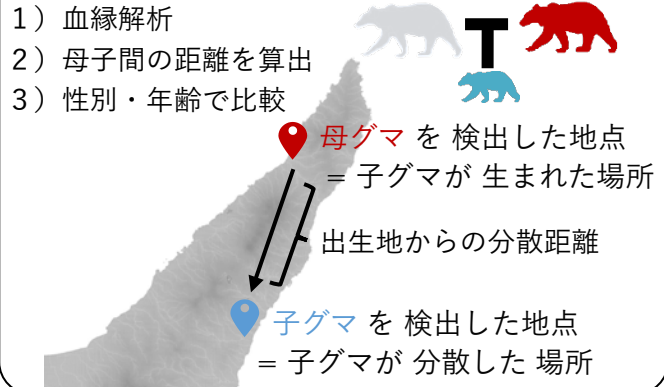 1）血縁解析
2）母子間の距離を算出
3）性別・年齢で比較
母グマ を 検出した地点
= 子グマが 生まれた場所
出生地からの分散距離
子グマ を 検出した地点
= 子グマが 分散した 場所